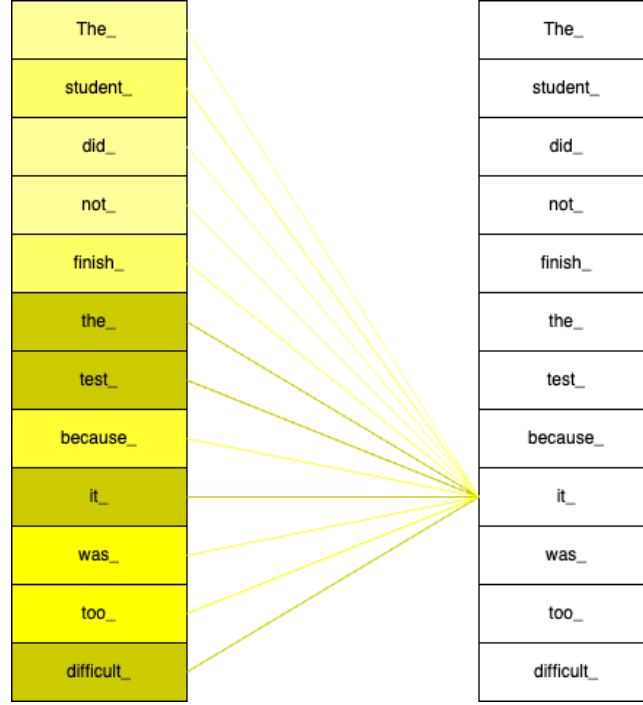 The_
student_
did_
not_
finish_
the_
test_
because_
it_
was_
too_
difficult_
The_
student_
did_
not_
finish_
the_
test_
because_
it_
was_
too_
difficult_